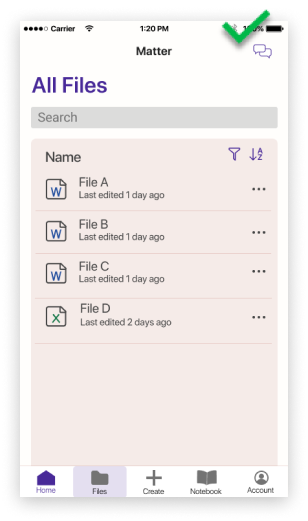 Carrier 1:20 PM 100%
Matter
All Files
Search
Name
A
Z
File A
Last edited 1 day ago
W
File B
Last edited 1 day ago
W
File C
Last edited 1 day ago
W
File D
Last edited 2 days ago
X
Home Files Create Notebook Account